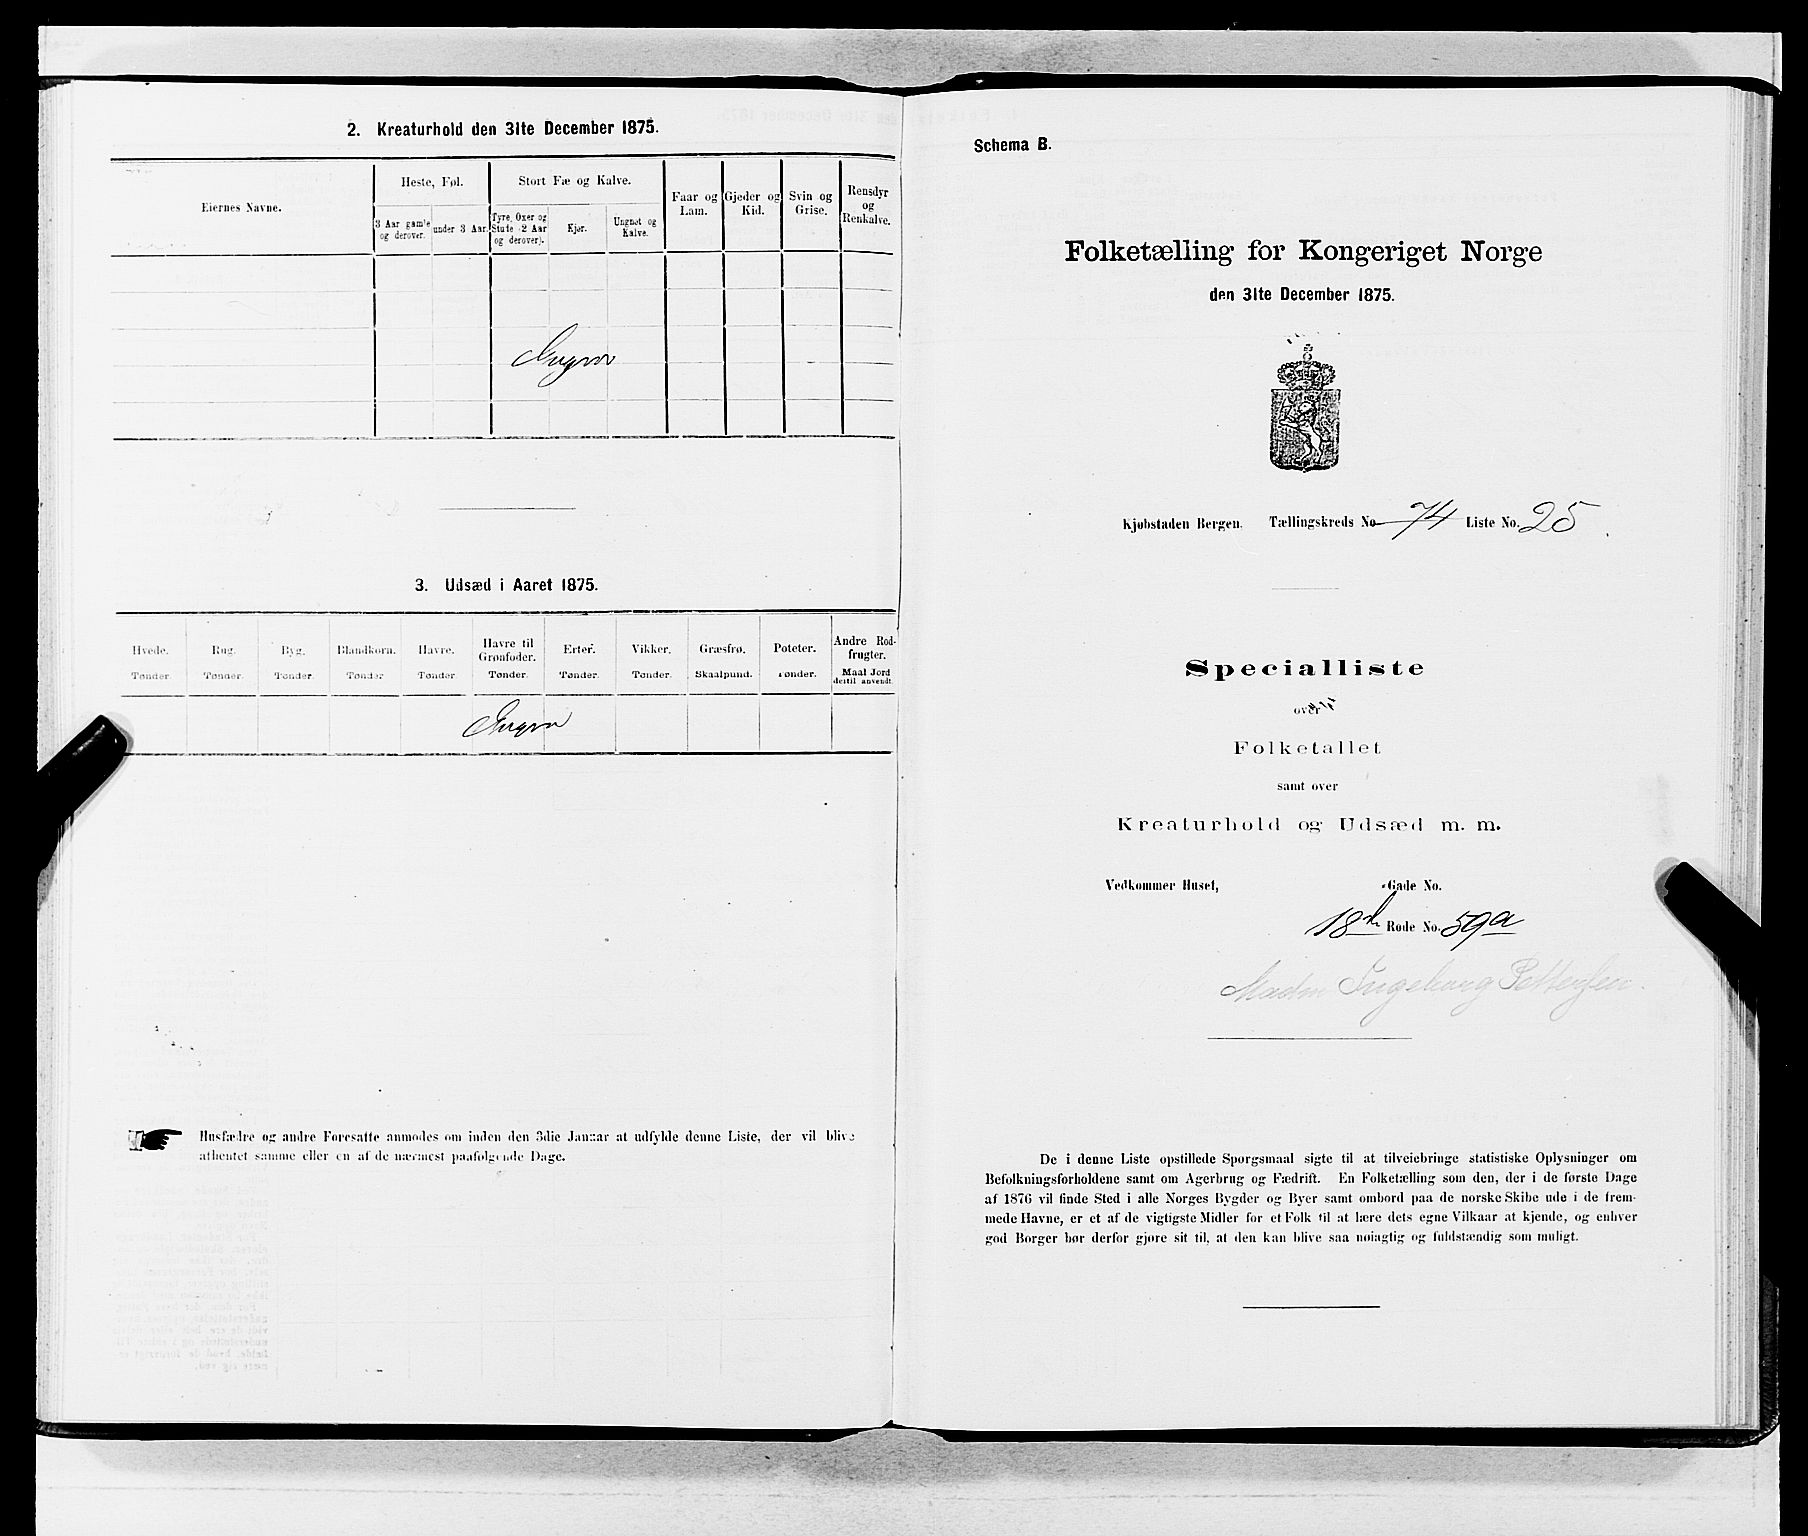 2. Kreaturhold den 31te December 1875.
Eiernes Navne.
Heste, Føl.
3 Aar gamle og derover.
under 3 Aar.
Stort Fæ og Kalve.
Tyre, Oxer og Stute (2 Aar og derover).
Kjør.
Ungnøt og Kalve.
Faar og Lam.
Gjeder og Kid.
Svin og Grise.
Rensdyr og Renkalve.
Ingen
3. Udsæd i Aaret 1875.
Hvede. Rug. Byg. Blandkorn. Havre. Havre til Grønfoder. Erter. Vikker. Græsfrø. Poteter. Andre Rodfrugter.
Tønder. Tønder. Tønder. Tønder Tønder. Tønder. Tønder. Tønder. Skaalpund. Tønder. Maal Jord dertil anvendt.
Ingen
Husfædre og andre Foresatte anmodes om inden den 3die Januar at udfylde denne Liste, der vil blive
afhentet samme eller en af de nærmest paafølgende Dage.
Schema B.
Folketælling for Kongeriget Norge
den 31te December 1875.
Kjøbstaden Bergen. Tællingskreds No 74 Liste No. 25
Specialliste
over
Folketallet
samt over
Kreaturhold og Udsæd m. m.
Vedkommer Huset, Gade No.
18de Rode No. 59a
Madm Ingeborg Pettersen.
De i denne Liste opstillede Spørgsmaal sigte til at tilveiebringe statistiske Oplysninger om
Befolkningsforholdene samt om Agerbrug og Fædrift. En Folketælling som den, der i de første Dage
af 1876 vil finde Sted i alle Norges Bygder og Byer samt ombord paa de norske Skibe ude i de frem-
mede Havne, er et af de vigtigste Midler for et Folk til at lære dets egne Vilkaar at kjende, og enhver
god Borger bør derfor gjøre sit til, at den kan blive saa nøiagtig og fuldstændig som muligt.